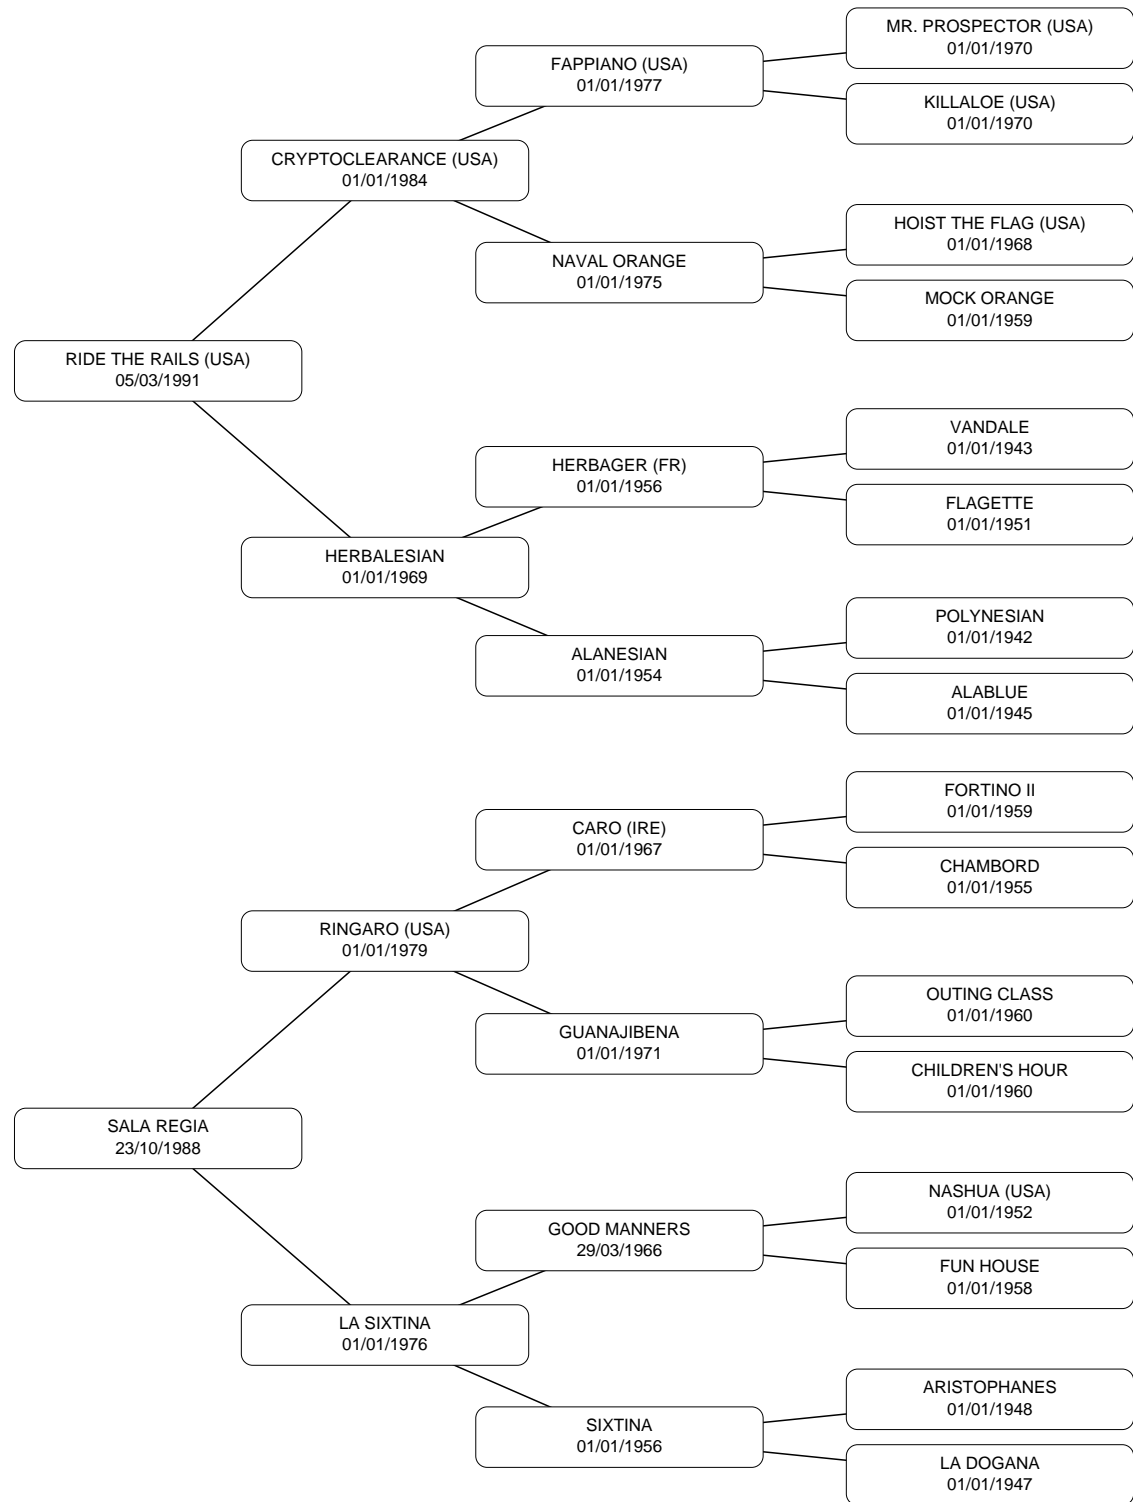 MR. PROSPECTOR (USA)
01/01/1970
FAPPIANO (USA)
01/01/1977
KILLALOE (USA)
01/01/1970
CRYPTOCLEARANCE (USA)
01/01/1984
HOIST THE FLAG (USA)
01/01/1968
NAVAL ORANGE
01/01/1975
MOCK ORANGE
01/01/1959
RIDE THE RAILS (USA)
05/03/1991
VANDALE
01/01/1943
HERBAGER (FR)
01/01/1956
FLAGETTE
01/01/1951
HERBALESIAN
01/01/1969
POLYNESIAN
01/01/1942
ALANESIAN
01/01/1954
ALABLUE
01/01/1945
FORTINO II
01/01/1959
CARO (IRE)
01/01/1967
CHAMBORD
01/01/1955
RINGARO (USA)
01/01/1979
OUTING CLASS
01/01/1960
GUANAJIBENA
01/01/1971
CHILDREN'S HOUR
01/01/1960
SALA REGIA
23/10/1988
NASHUA (USA)
01/01/1952
GOOD MANNERS
29/03/1966
FUN HOUSE
01/01/1958
LA SIXTINA
01/01/1976
ARISTOPHANES
01/01/1948
SIXTINA
01/01/1956
LA DOGANA
01/01/1947